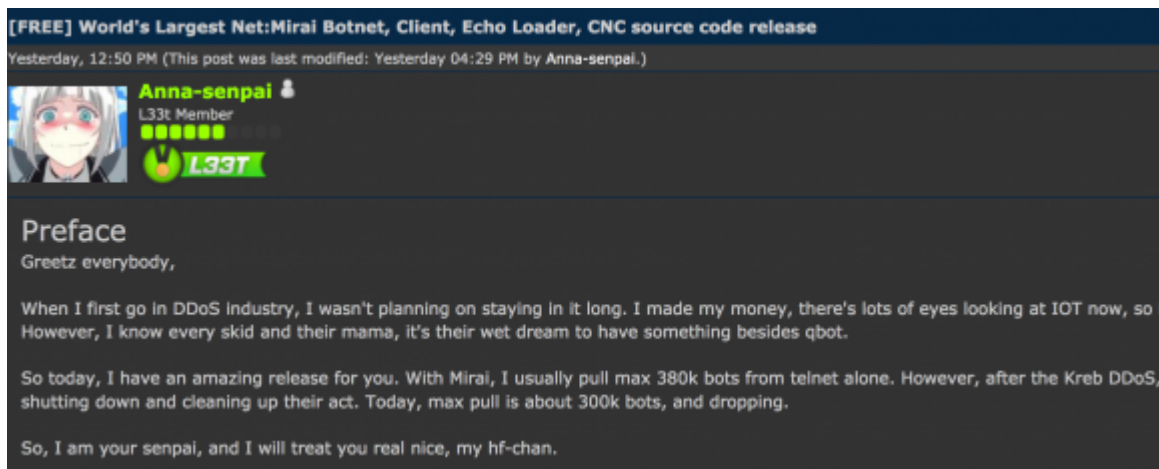 [FREE] World's Largest Net:Mirai Botnet, Client, Echo Loader, CNC source code release
Yesterday, 12:50 PM (This post was last modified: Yesterday 04:29 PM by Anna-senpai.)
Anna-senpai
L33t Member
L33T
Preface
Greetz everybody,
When I first go in DDoS industry, I wasn't planning on staying in it long. I made my money, there's lots of eyes looking at IOT now, so
However, I know every skid and their mama, it's their wet dream to have something besides qbot.
So today, I have an amazing release for you. With Mirai, I usually pull max 380k bots from telnet alone. However, after the Kreb DDoS,
shutting down and cleaning up their act. Today, max pull is about 300k bots, and dropping.
So, I am your senpai, and I will treat you real nice, my hf-chan.